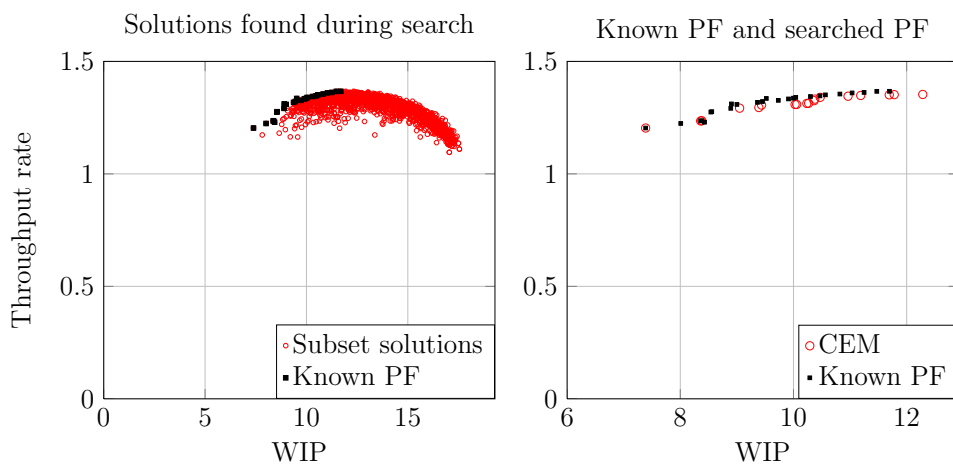 Solutions found during search
Known PF and searched PF
Throughput rate
1.5
1
0.5
0
0
5
10
15
WIP
Subset solutions
Known PF
1.5
1
0.5
0
6
8
10
12
WIP
CEM
Known PF